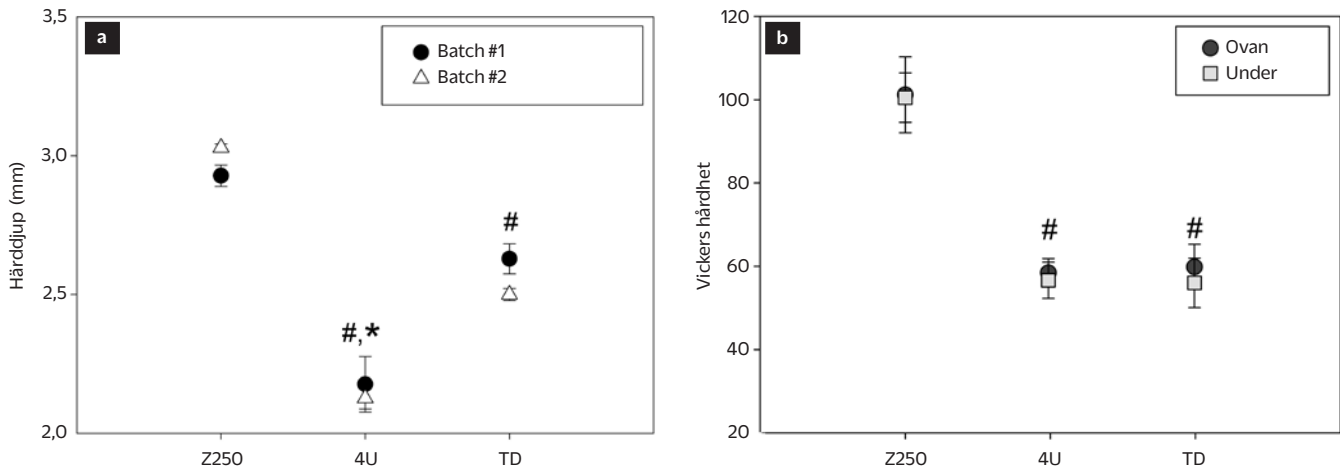 a
Batch #1
Batch #2
3,5
3,0
2,5
2,0
Härddjup (mm)
#
#,*
Z250
4U
TD
b
Ovan
Under
120
100
80
60
40
20
Vickers hårdhet
#
#
Z250
4U
TD